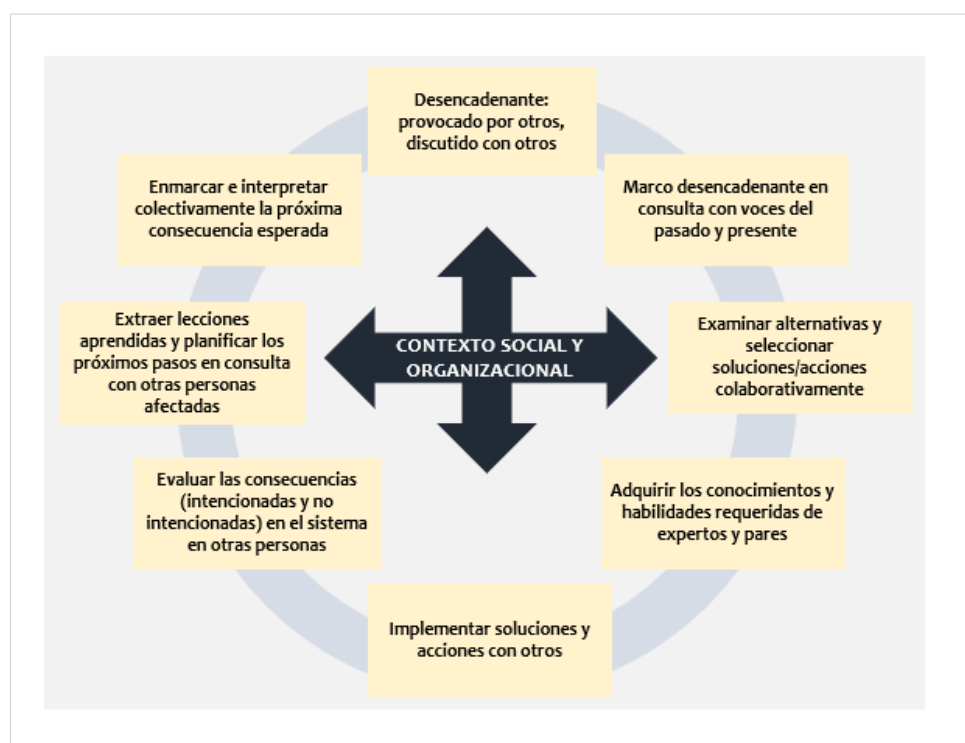 Desencadenante:
provocado por otros,
discutido con otros
Marco desencadenante en
consulta con voces del
pasado y presente
Examinar alternativas y
seleccionar
soluciones/acciones
colaborativamente
Adquirir los conocimientos y
habilidades requeridas de
expertos y pares
Implementar soluciones y
acciones con otros
Evaluar las consecuencias
(intencionadas y no
intencionadas) en el sistema
en otras personas
Extraer lecciones
aprendidas y planificar los
próximos pasos en consulta
con otras personas
afectadas
Enmarcar e interpretar
colectivamente la próxima
consecuencia esperada
CONTEXTO SOCIAL Y
ORGANIZACIONAL